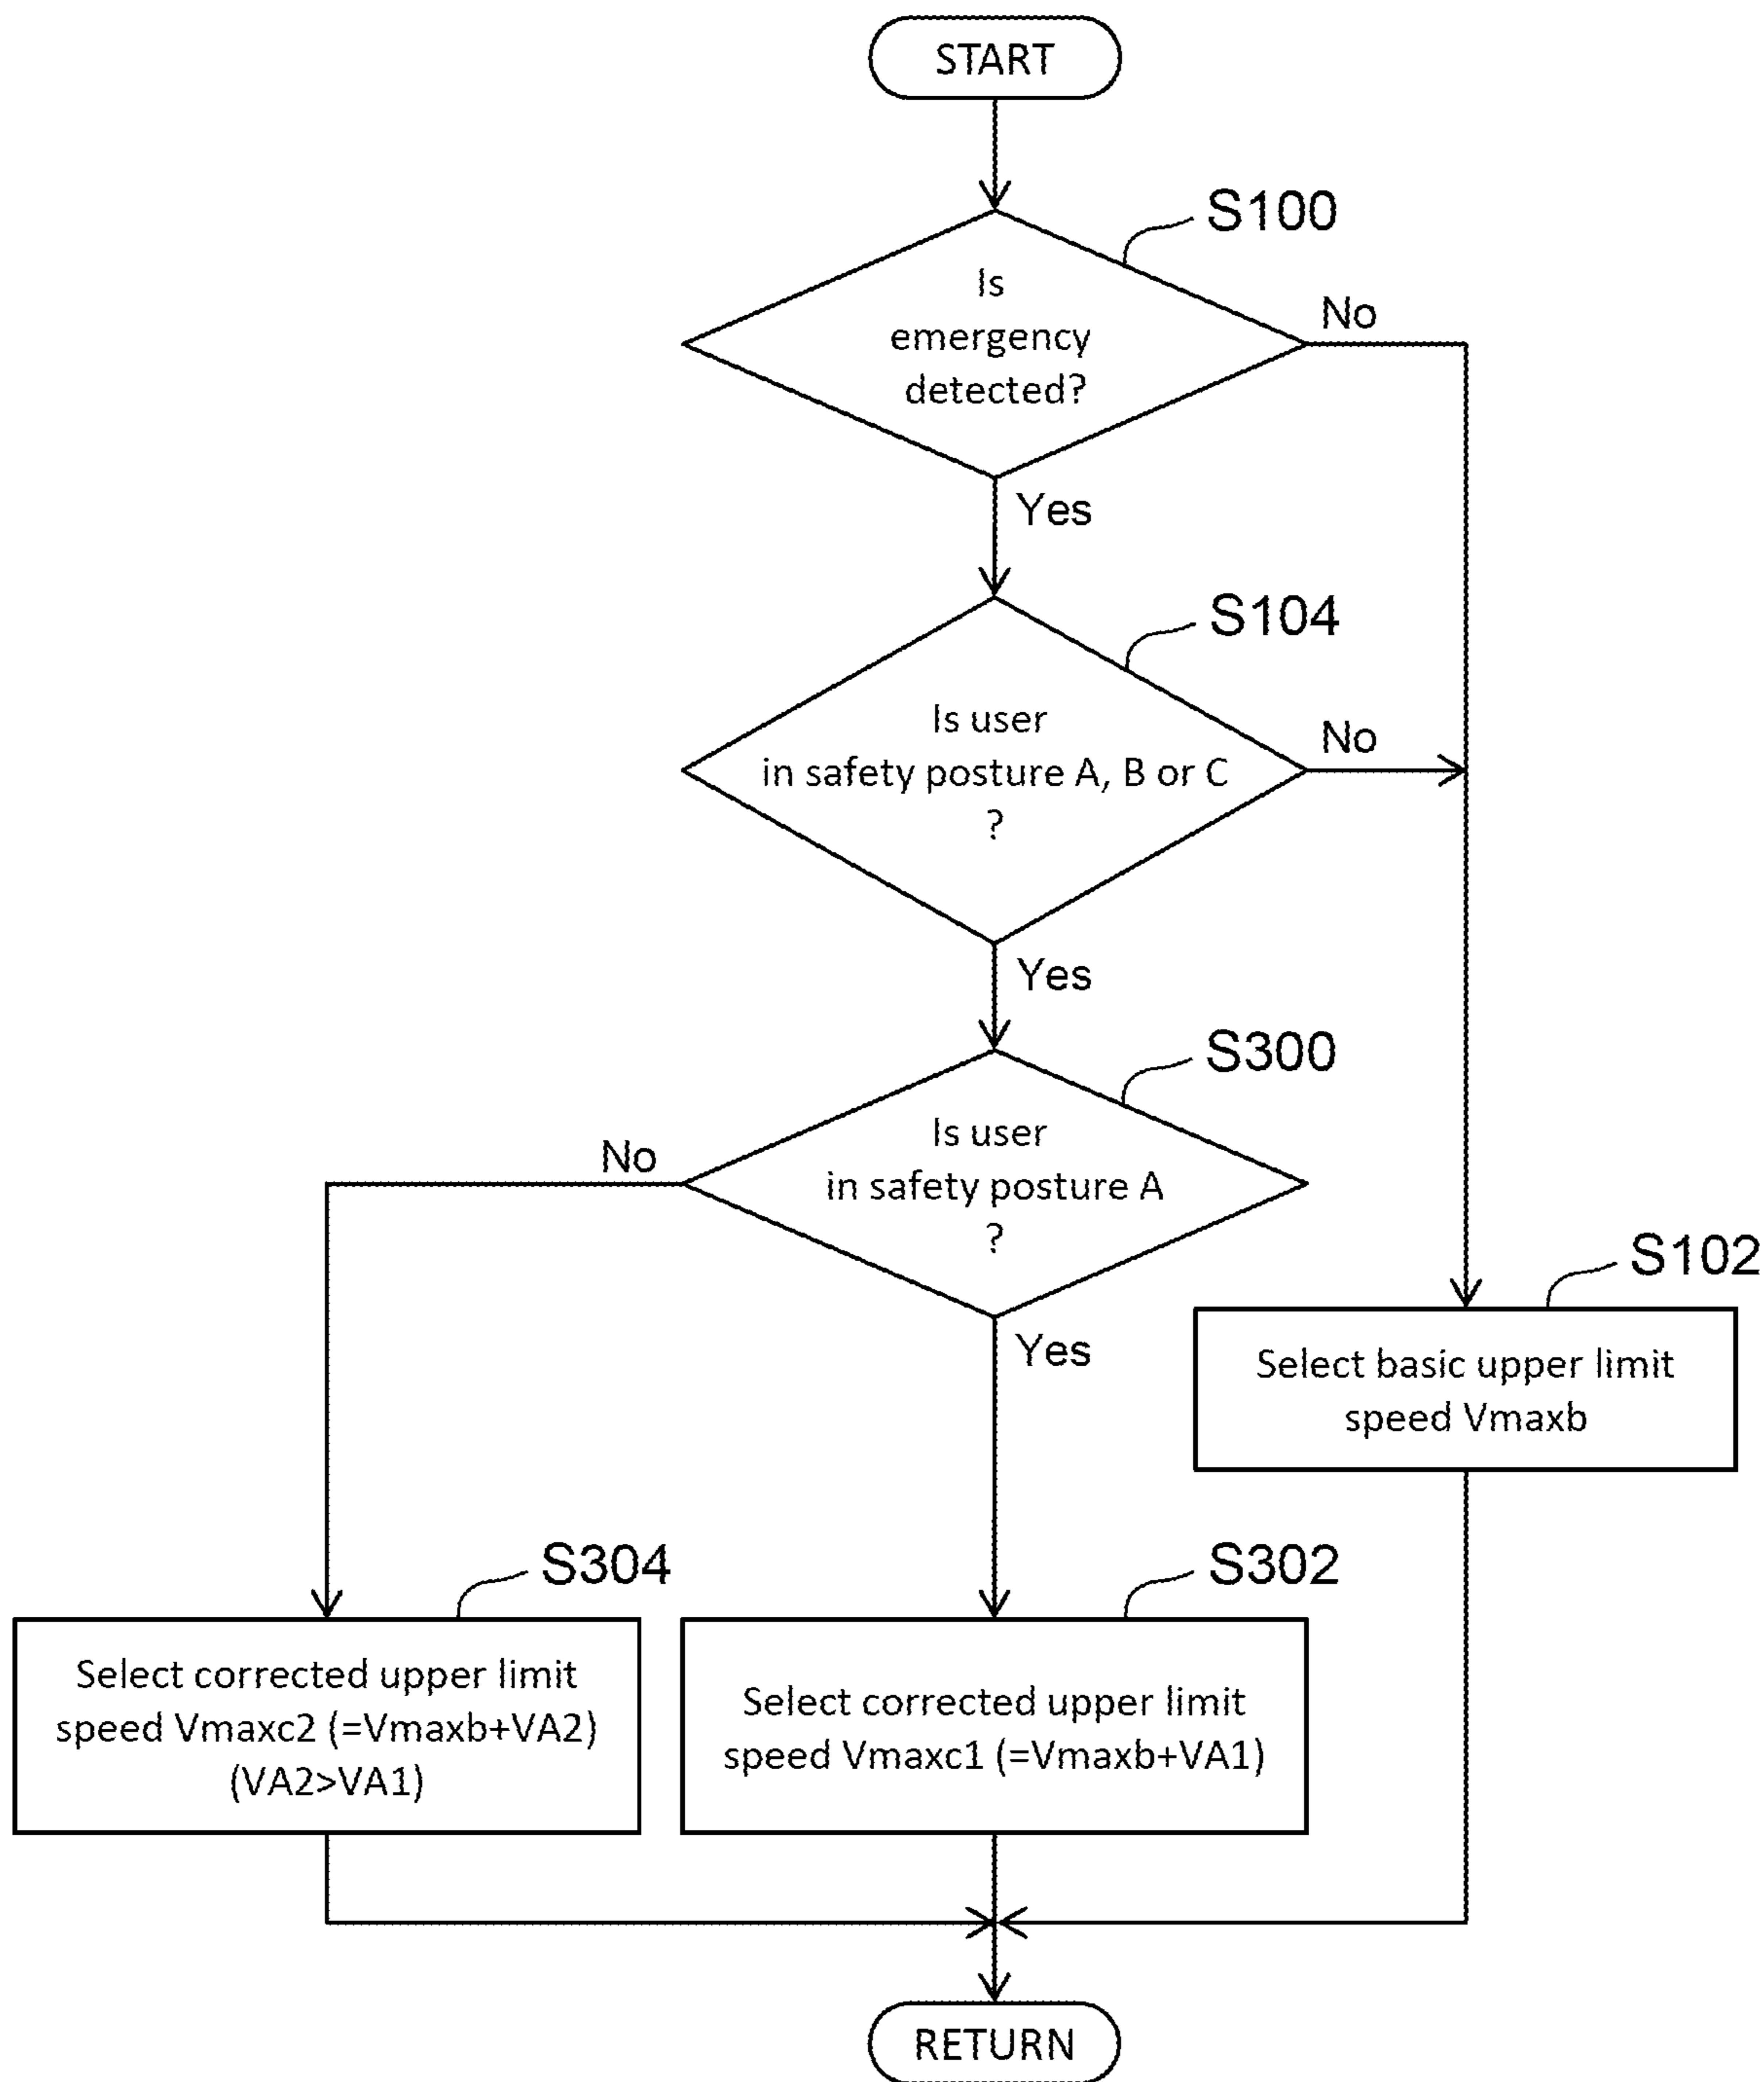 START
S100
Is
emergency
detected?
No
Yes
S104
Is user
in safety posture A, B or C
?
No
Yes
S300
Is user
in safety posture A
?
No
Yes
S102
Select basic upper limit
speed Vmaxb
S304
Select corrected upper limit
speed Vmaxc2 (=Vmaxb+VA2)
(VA2>VA1)
S302
Select corrected upper limit
speed Vmaxc1 (=Vmaxb+VA1)
RETURN